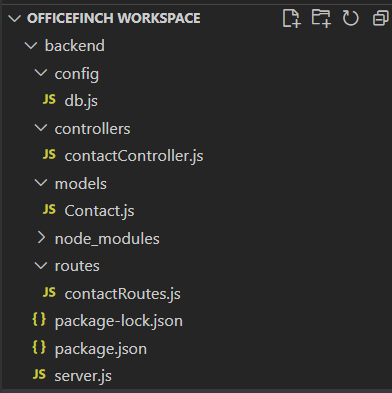 OFFICEFINCH WORKSPACE
backend
config
JS db.js
controllers
JS contactController.js
models
JS Contact.js
node_modules
routes
JS contactRoutes.js
{} package-lock.json
{} package.json
JS server.js